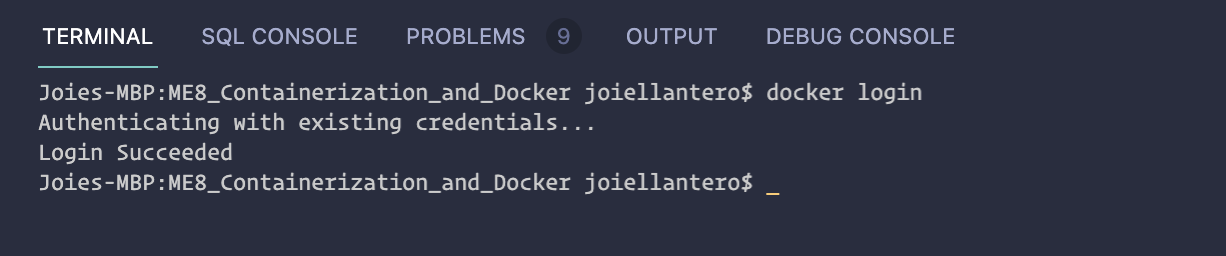 TERMINAL SQL CONSOLE PROBLEMS 9 OUTPUT DEBUG CONSOLE
Joies-MBP:ME8_Containerization_and_Docker joiellantero$ docker login
Authenticating with existing credentials...
Login Succeeded
Joies-MBP:ME8_Containerization_and_Docker joiellantero$ _